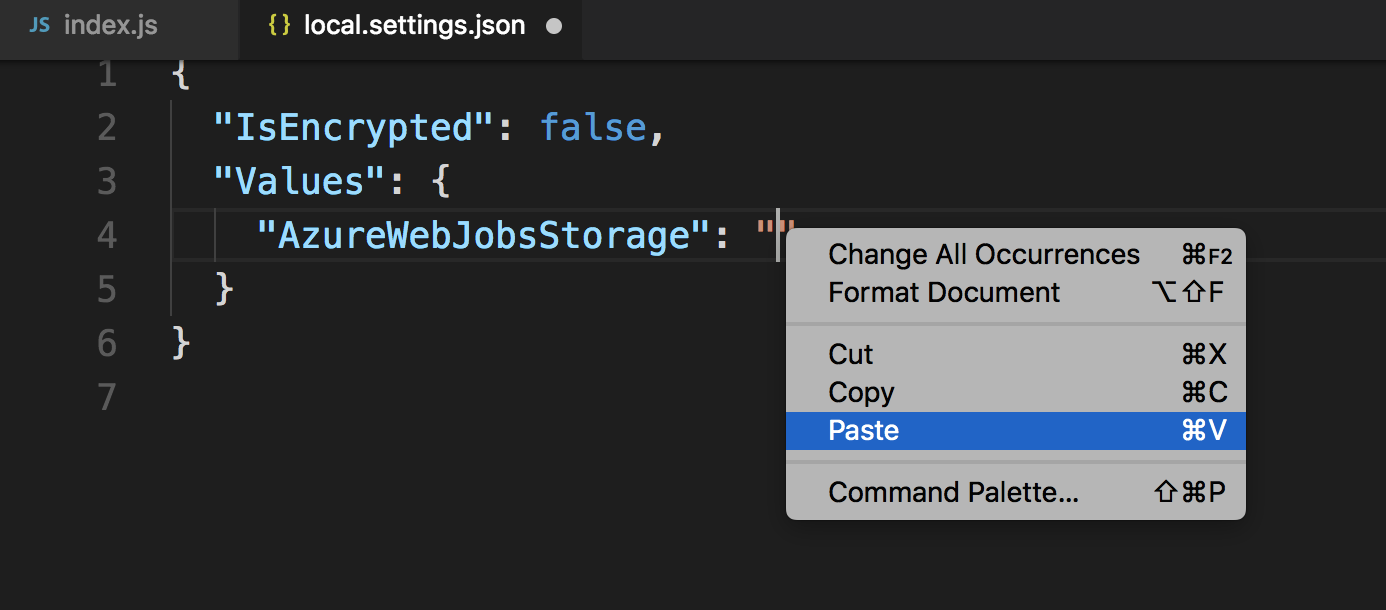 JS index.js {} local.settings.json
1 {
2 "IsEncrypted": false,
3 "Values": {
4 "AzureWebJobsStorage": ""
5 }
6 }
7
Change All Occurrences ⌘F2
Format Document ⌥⇧F
Cut ⌘X
Copy ⌘C
Paste ⌘V
Command Palette... ⇧⌘P